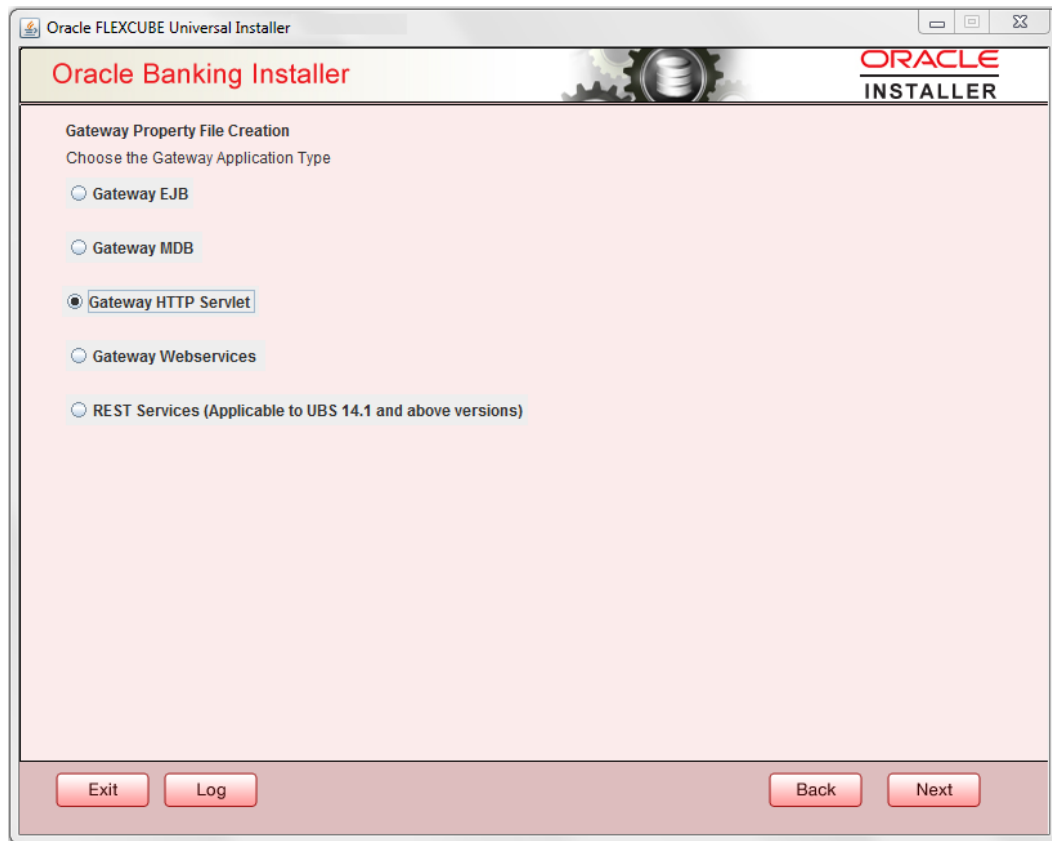 Oracle FLEXCUBE Universal Installer
Oracle Banking Installer
ORACLE
INSTALLER
Gateway Property File Creation
Choose the Gateway Application Type
Gateway EJB
Gateway MDB
Gateway HTTP Servlet
Gateway Webservices
REST Services (Applicable to UBS 14.1 and above versions)
Exit
Log
Back
Next